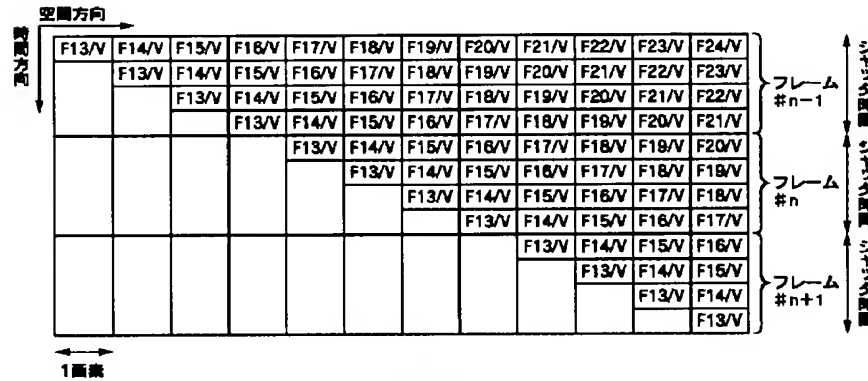 空間方向
時間方向
F13/V F14/V F15/V F16/V F17/V F18/V F19/V F20/V F21/V F22/V F23/V F24/V
F13/V F14/V F15/V F16/V F17/V F18/V F19/V F20/V F21/V F22/V F23/V
F13/V F14/V F15/V F16/V F17/V F18/V F19/V F20/V F21/V F22/V
F13/V F14/V F15/V F16/V F17/V F18/V F19/V F20/V F21/V
フレーム
#n-1
シャッタ時間
F13/V F14/V F15/V F16/V F17/V F18/V F19/V F20/V
F13/V F14/V F15/V F16/V F17/V F18/V F19/V
F13/V F14/V F15/V F16/V F17/V F18/V
F13/V F14/V F15/V F16/V F17/V
フレーム
#n
シャッタ時間
F13/V F14/V F15/V F16/V
F13/V F14/V F15/V
F13/V F14/V
F13/V
フレーム
#n+1
シャッタ時間
1画素